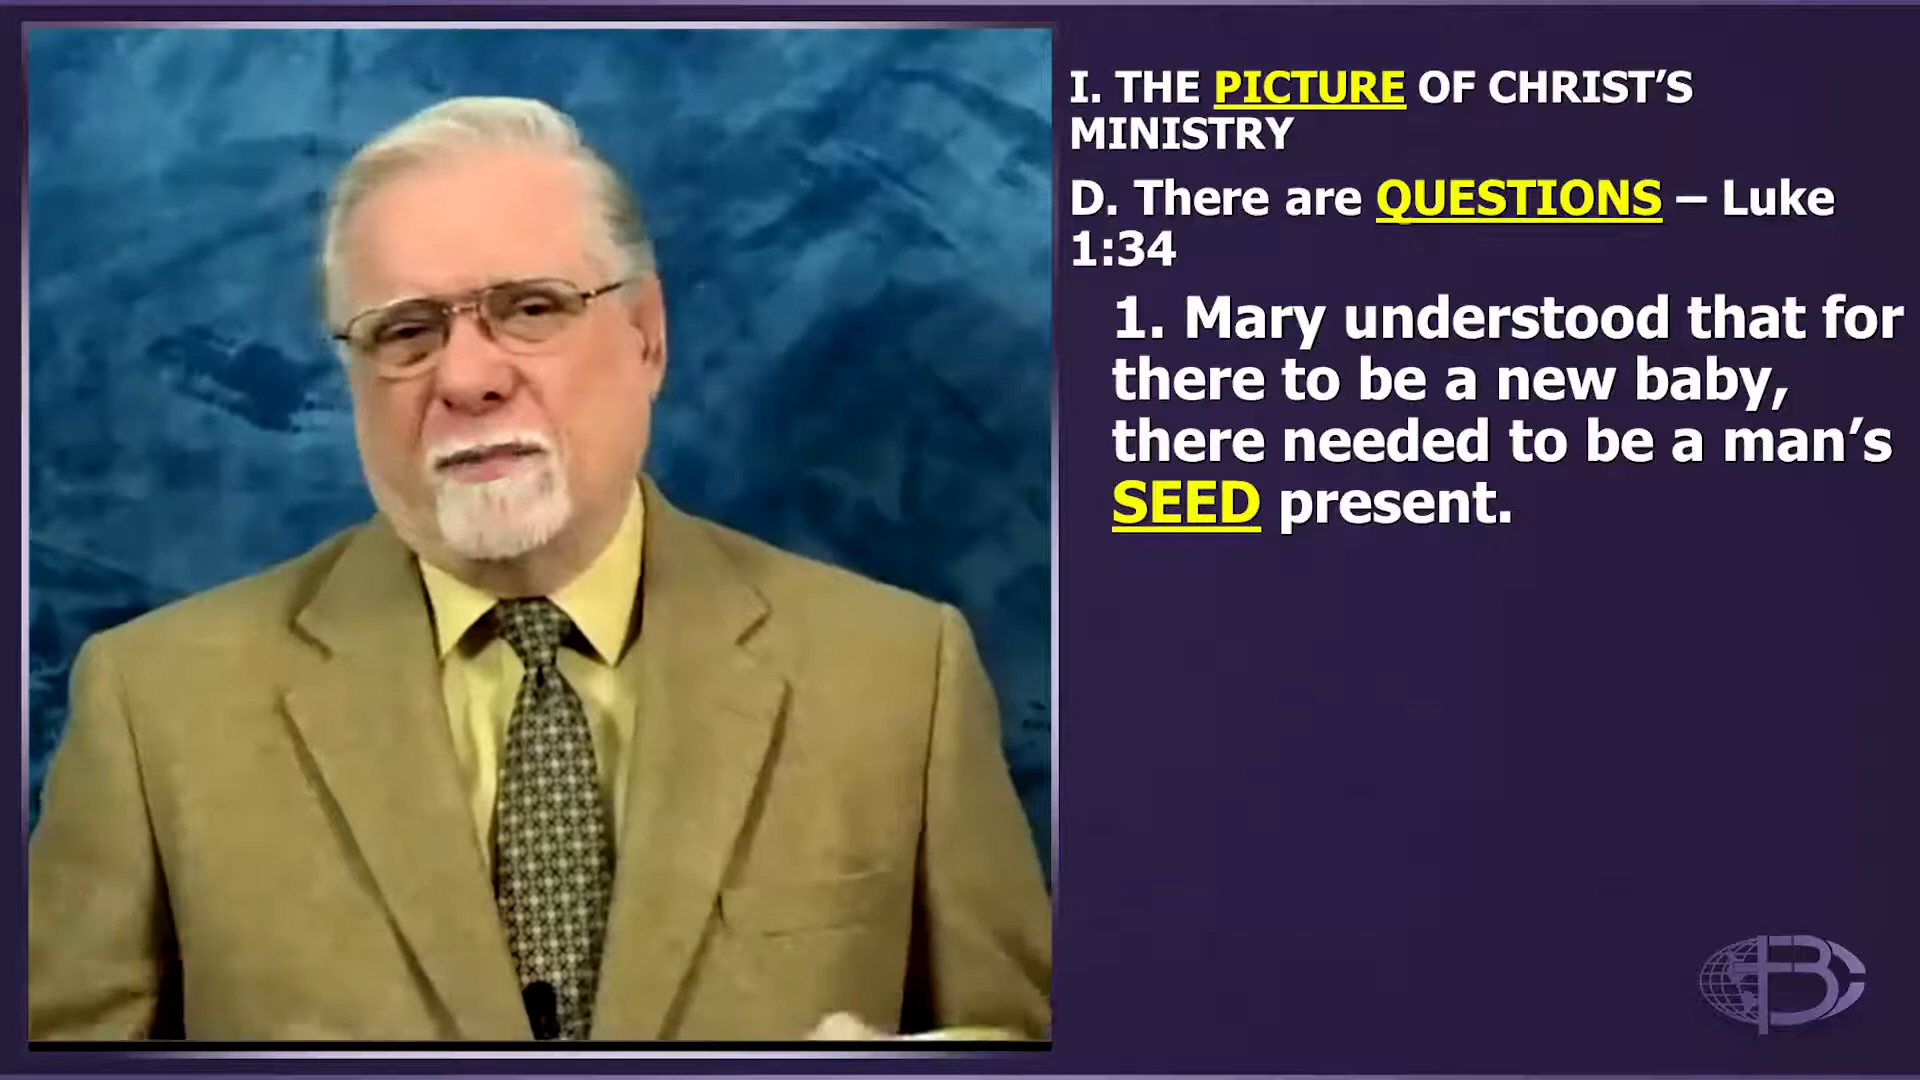 I. THE PICTURE OF CHRIST’S
MINISTRY
D. There are QUESTIONS – Luke
1:34
1. Mary understood that for
there to be a new baby,
there needed to be a man’s
SEED present.
FBC